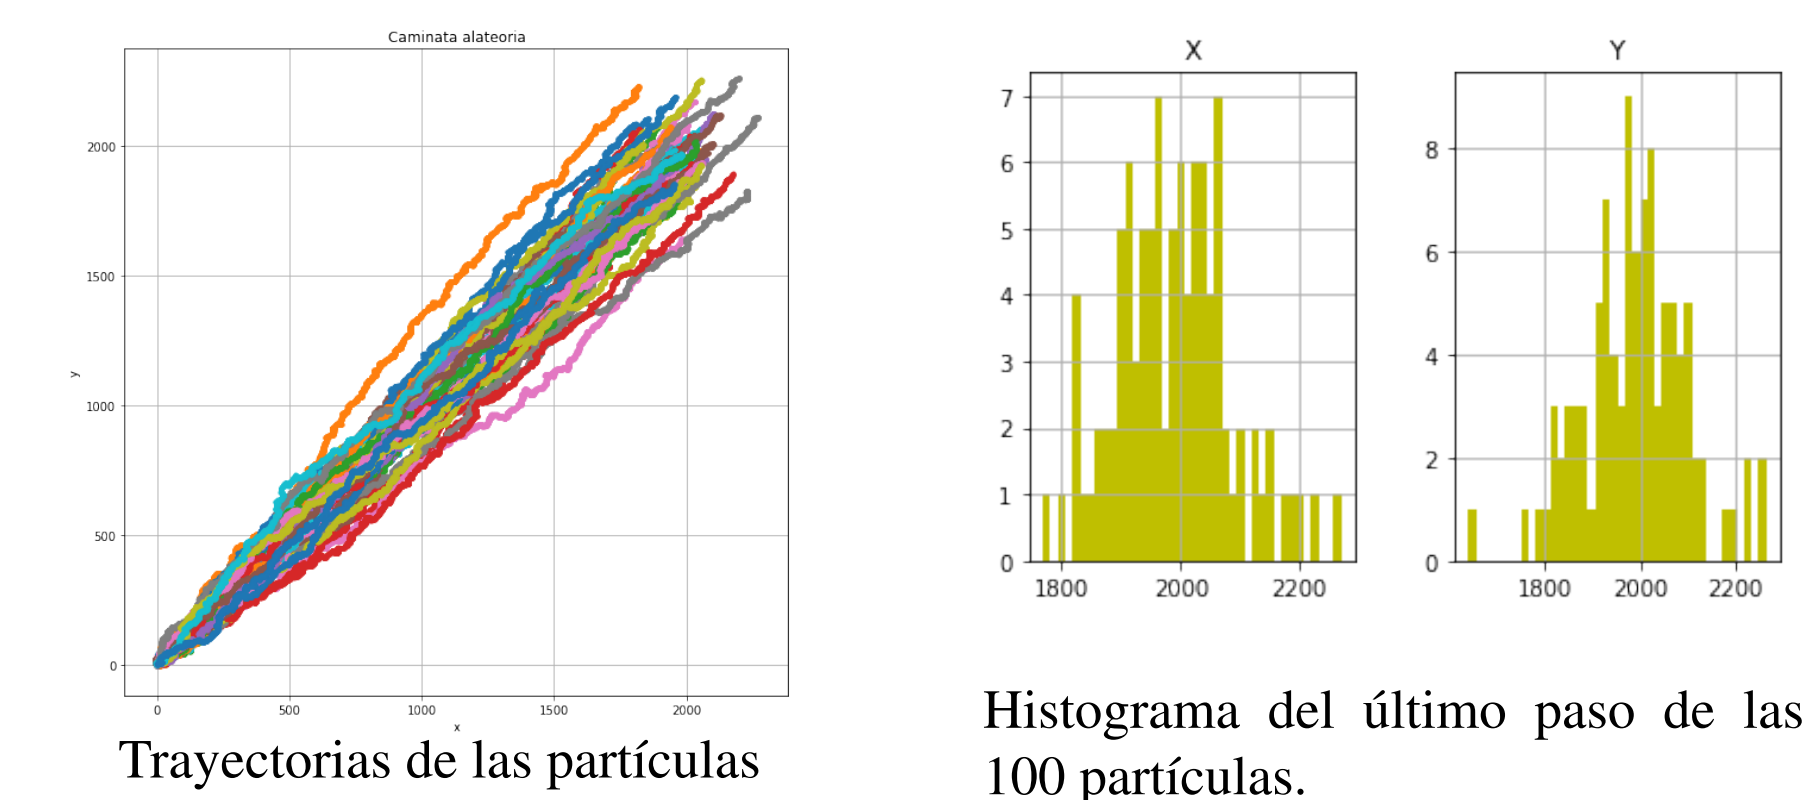 Caminata alateoria
2000
1500
1000
500
0
y
0 500 1000 1500 2000
x
Trayectorias de las partículas
X
7
6
5
4
3
2
1
0
1800 2000 2200
Y
8
6
4
2
0
1800 2000 2200
Histograma del último paso de las
100 partículas.